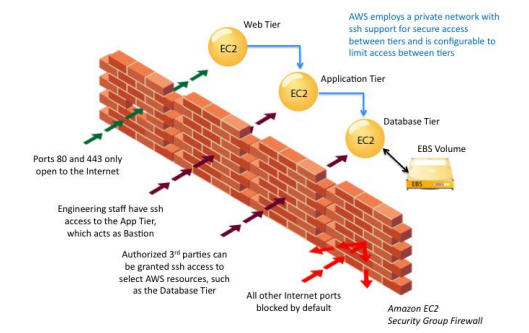 Web Tier
AWS employs a private network with
ssh support for secure access
between tiers and is configurable to
limit access between tiers
EC2
Application Tier
EC2
Database Tier
EC2
EBS Volume
EBS
Ports 80 and 443 only
open to the Internet
Engineering staff have ssh
access to the App Tier,
which acts as Bastion
Authorized 3rd parties can
be granted ssh access to
select AWS resources, such
as the Database Tier
All other Internet ports
blocked by default
Amazon EC2
Security Group Firewall